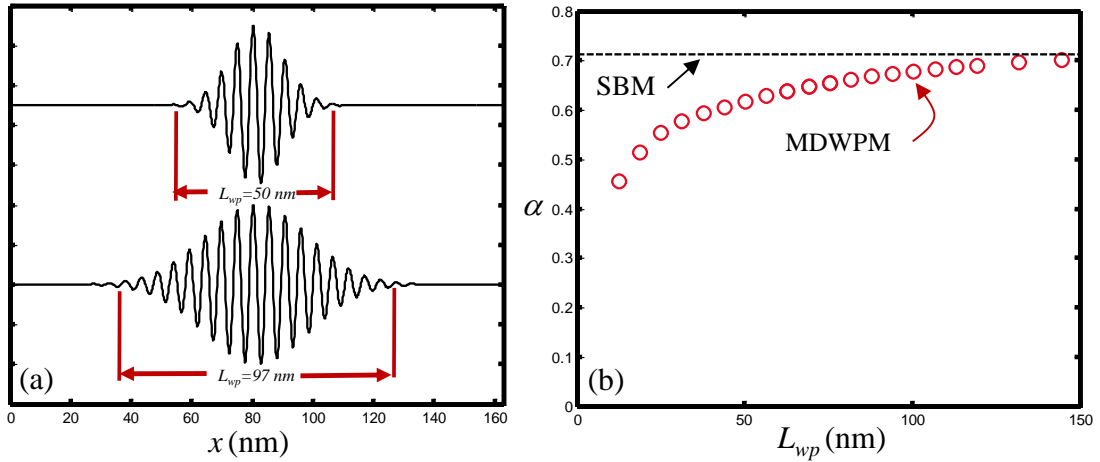 L_wp=50 nm
L_wp=97 nm
(a)
0 20 40 60 80 100 120 140 160
x (nm)
0.8
0.7
0.6
0.5
0.4
0.3
0.2
0.1
0
α
SBM
MDWPM
(b)
0 50 100 150
L_wp (nm)